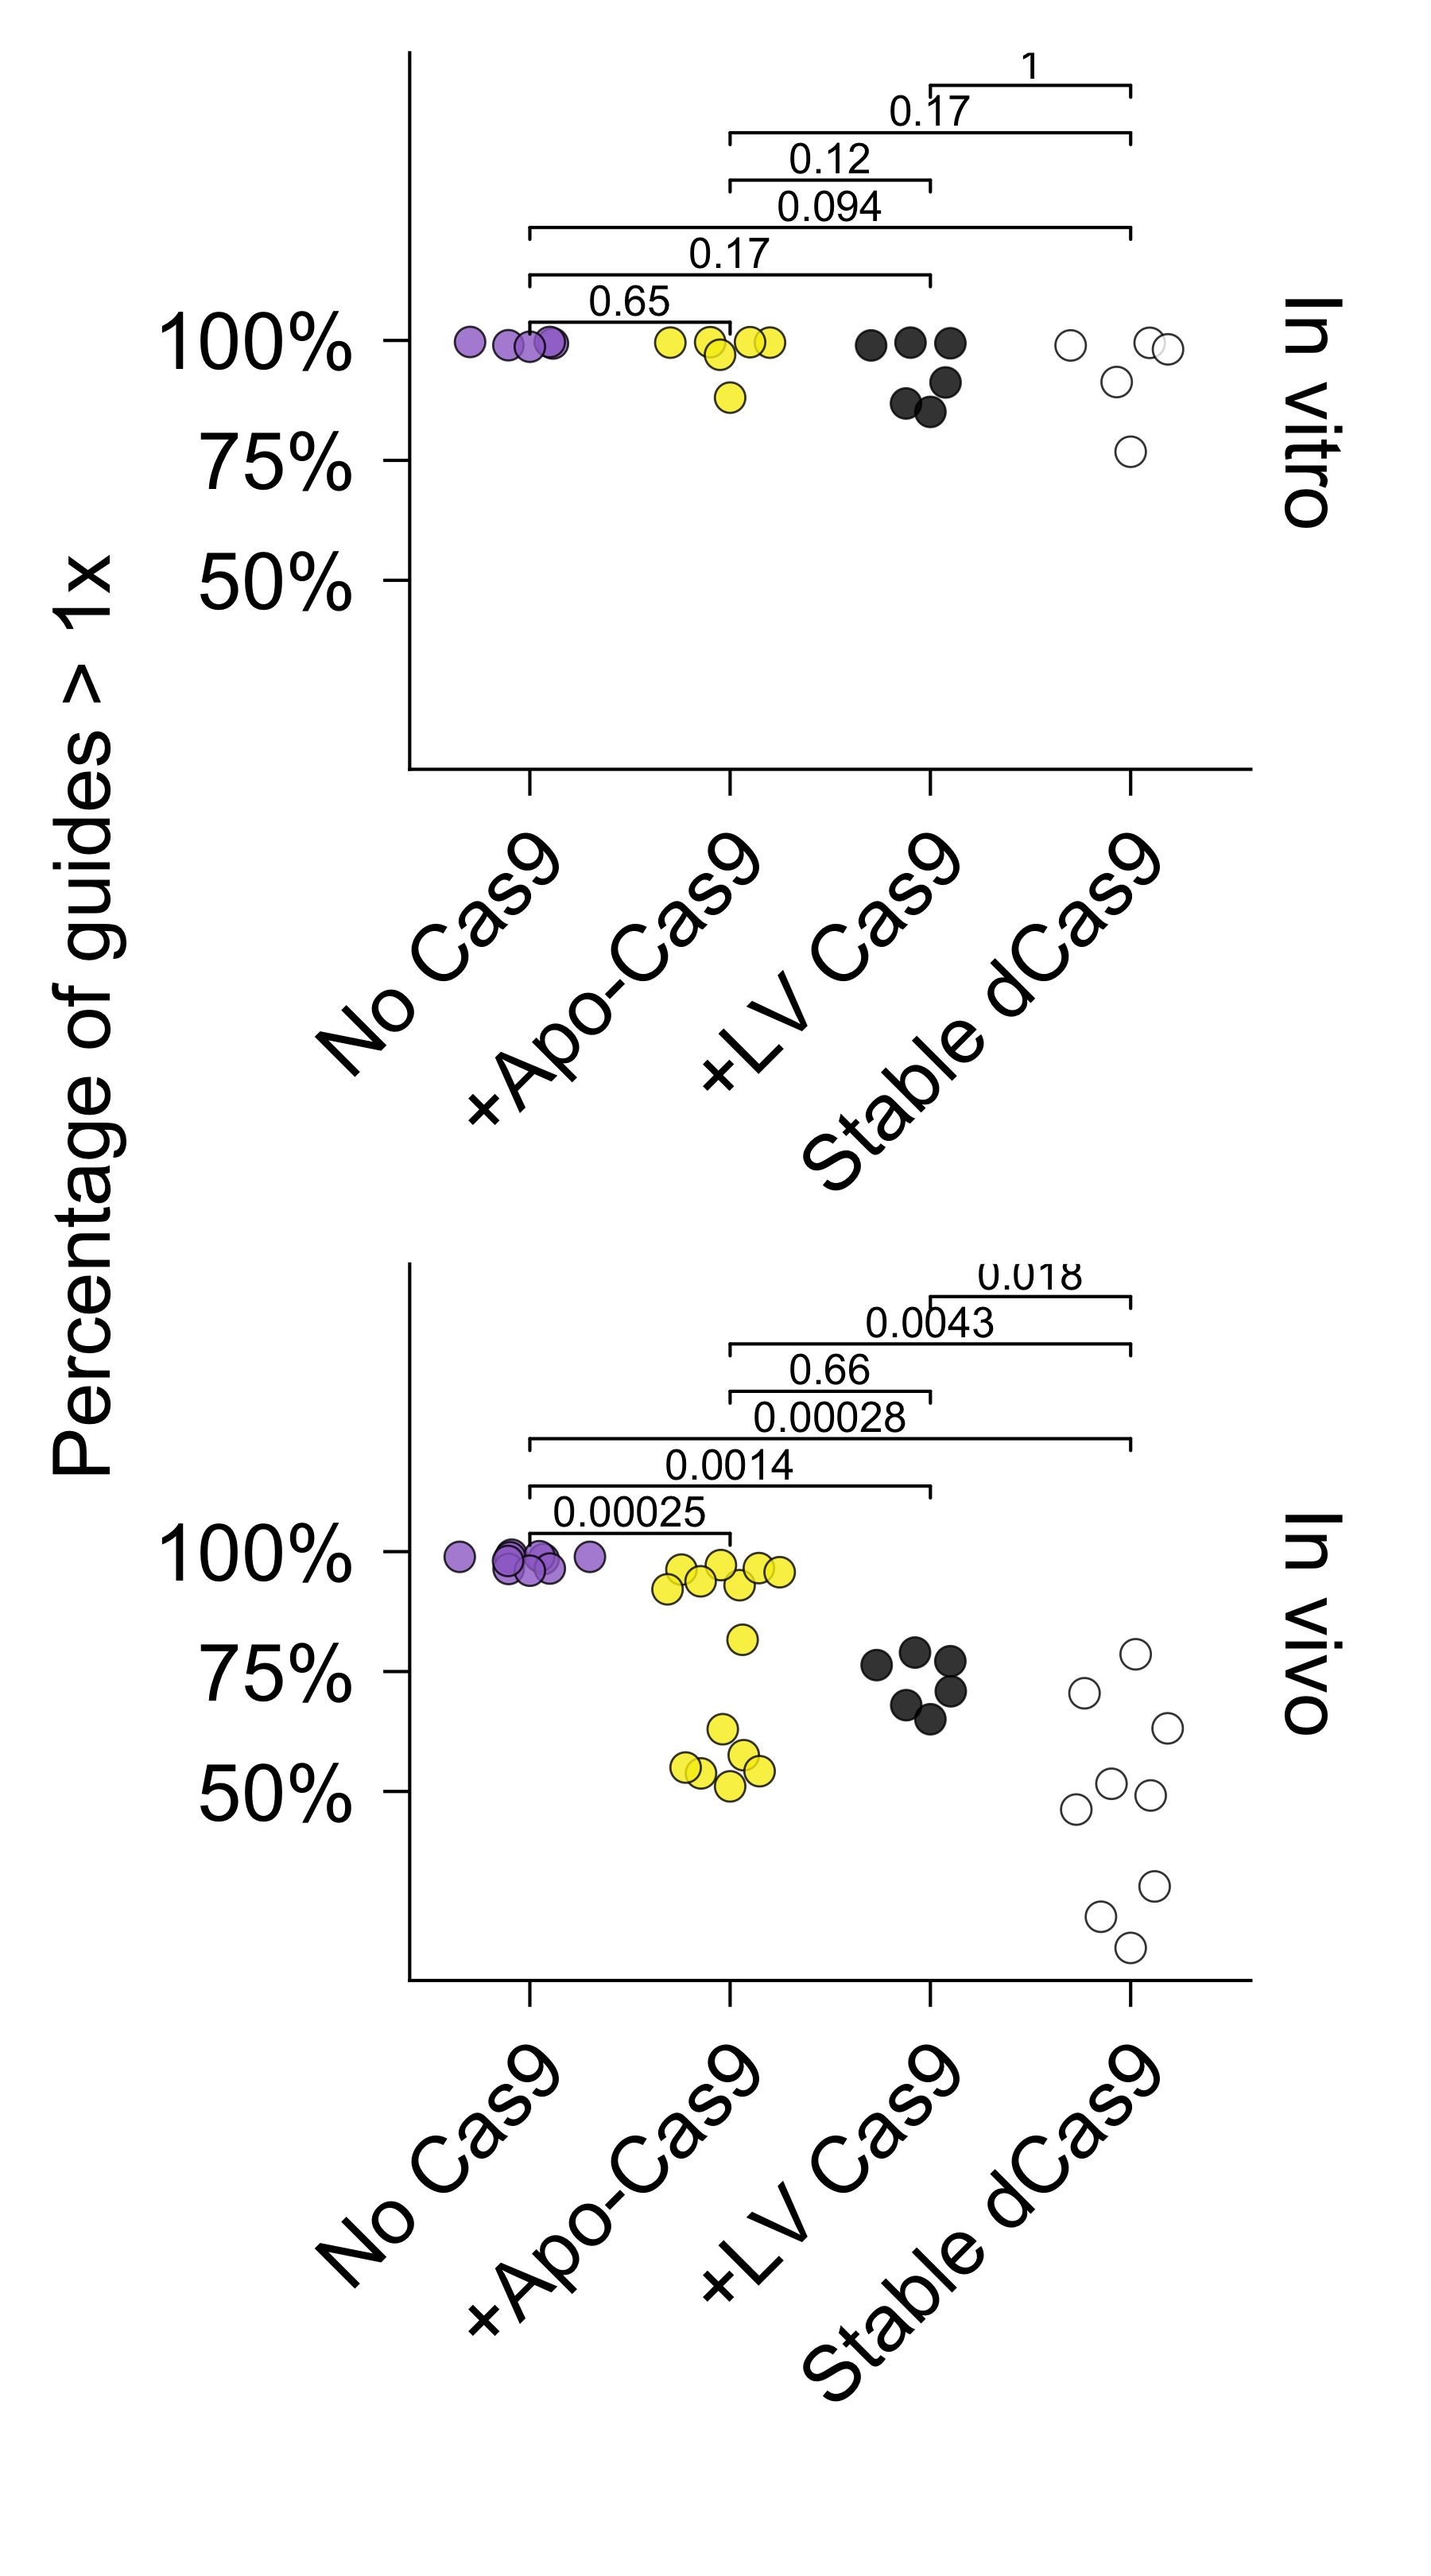 Percentage of guides > 1x
1
0.17
0.12
0.094
0.17
0.65
100%
75%
50%
In vitro
No Cas9
+Apo-Cas9
+LV Cas9
Stable dCas9
0.018
0.0043
0.66
0.00028
0.0014
0.00025
100%
75%
50%
In vivo
No Cas9
+Apo-Cas9
+LV Cas9
Stable dCas9